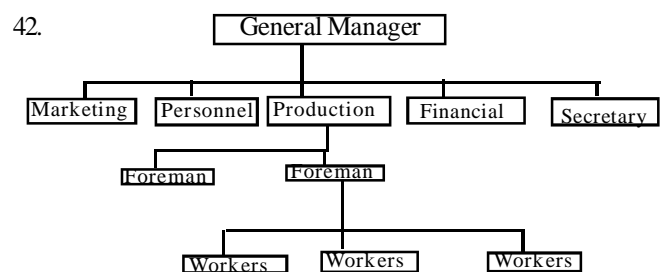 42.
General Manager
Marketing Personnel Production Financial Secretary
Foreman Foreman
Workers Workers Workers